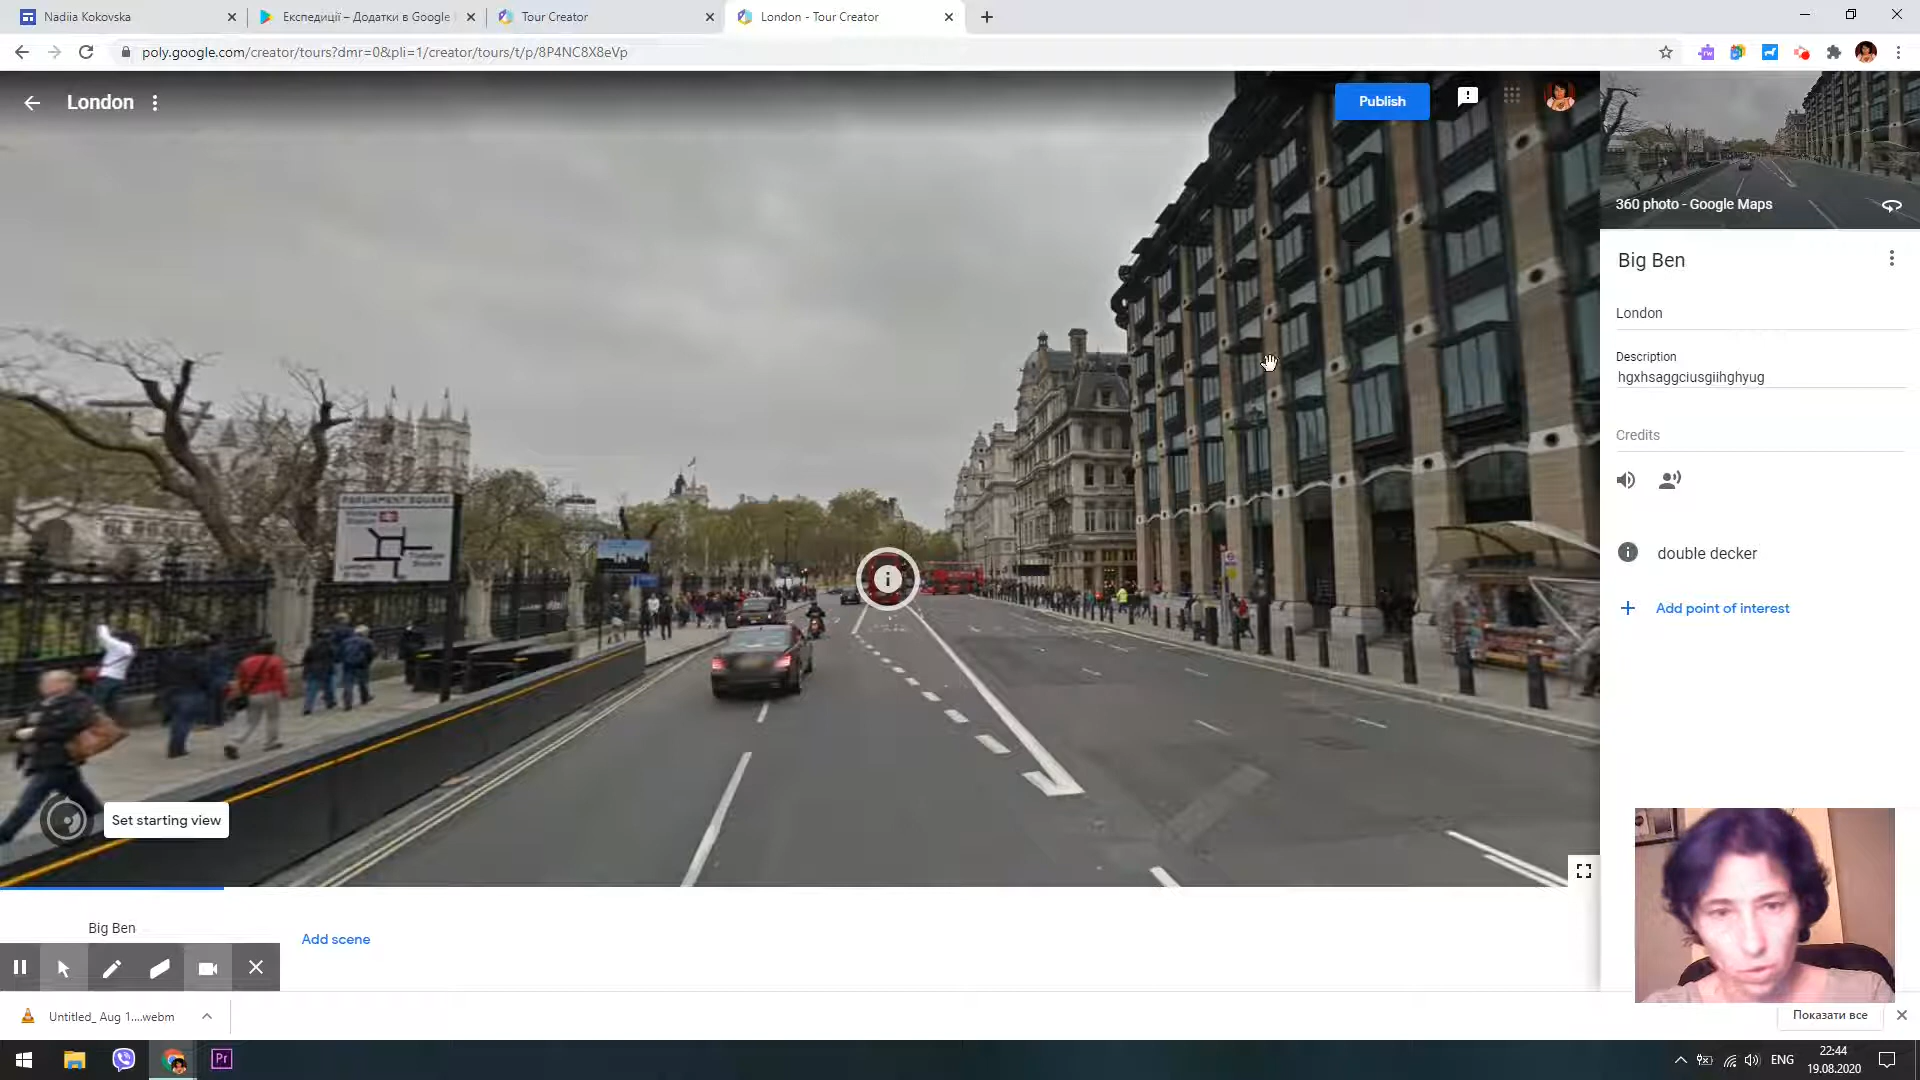 Nadiia Kokovska
Експедиції – Додатки в Google
Tour Creator
London - Tour Creator
poly.google.com/creator/tours?dmr=0&pli=1/creator/tours/t/p/8P4NC8X8eVp
London
Publish
360 photo - Google Maps
Big Ben
London
Description
hgxhsaggciusgiihghyug
Credits
double decker
Add point of interest
PARLIAMENT SQUARE
Set starting view
Big Ben
Add scene
Untitled_ Aug 1....webm
Показати все
Pr
ENG
22:44
19.08.2020